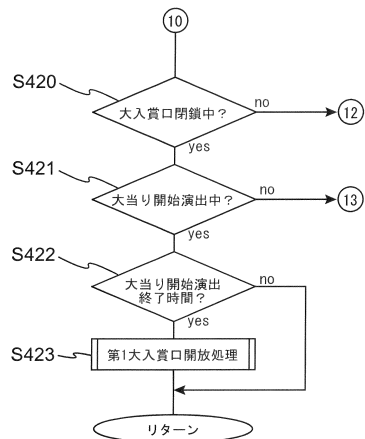 10
S420
大入賞口閉鎖中？
no
12
yes
S421
大当り開始演出中？
no
13
yes
S422
大当り開始演出
終了時間？
no
yes
S423
第1大入賞口開放処理
リターン